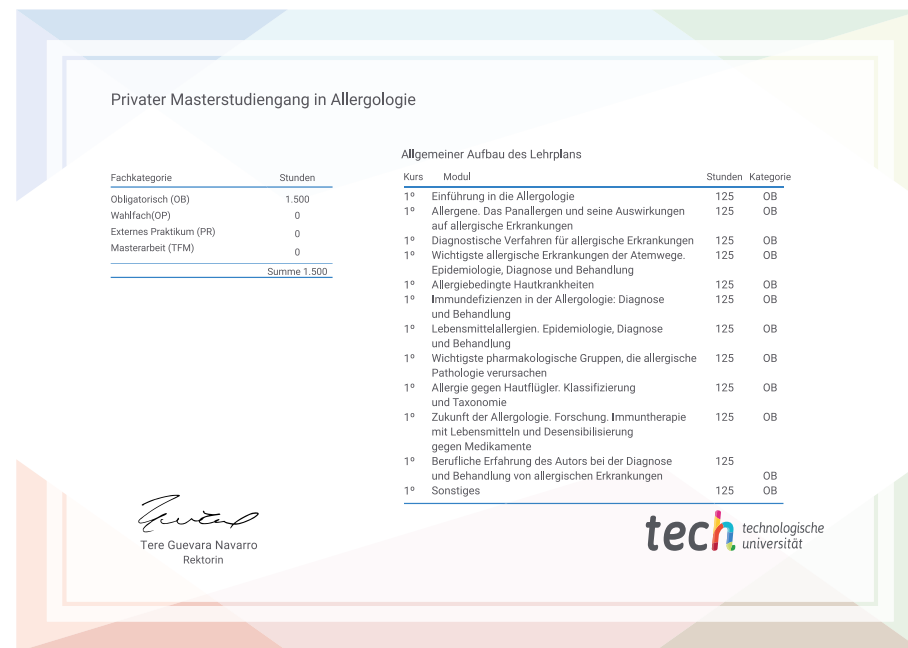 Privater Masterstudiengang in Allergologie
Fachkategorie Stunden
Obligatorisch (OB) 1.500
Wahlfach(OP) 0
Externes Praktikum (PR) 0
Masterarbeit (TFM) 0
Summe 1.500
Allgemeiner Aufbau des Lehrplans
Kurs Modul Stunden Kategorie
1º Einführung in die Allergologie 125 OB
1º Allergene. Das Panallergen und seine Auswirkungen 125 OB
auf allergische Erkrankungen
1º Diagnostische Verfahren für allergische Erkrankungen 125 OB
1º Wichtigste allergische Erkrankungen der Atemwege. 125 OB
Epidemiologie, Diagnose und Behandlung
1º Allergiebedingte Hautkrankheiten 125 OB
1º Immundefizienzen in der Allergologie: Diagnose 125 OB
und Behandlung
1º Lebensmittelallergien. Epidemiologie, Diagnose 125 OB
und Behandlung
1º Wichtigste pharmakologische Gruppen, die allergische 125 OB
Pathologie verursachen
1º Allergie gegen Hautflügler. Klassifizierung 125 OB
und Taxonomie
1º Zukunft der Allergologie. Forschung. Immuntherapie 125 OB
mit Lebensmitteln und Desensibilisierung
gegen Medikamente
1º Berufliche Erfahrung des Autors bei der Diagnose 125
und Behandlung von allergischen Erkrankungen OB
1º Sonstiges 125 OB
Tere Guevara Navarro
Rektorin
tech technologische
universität